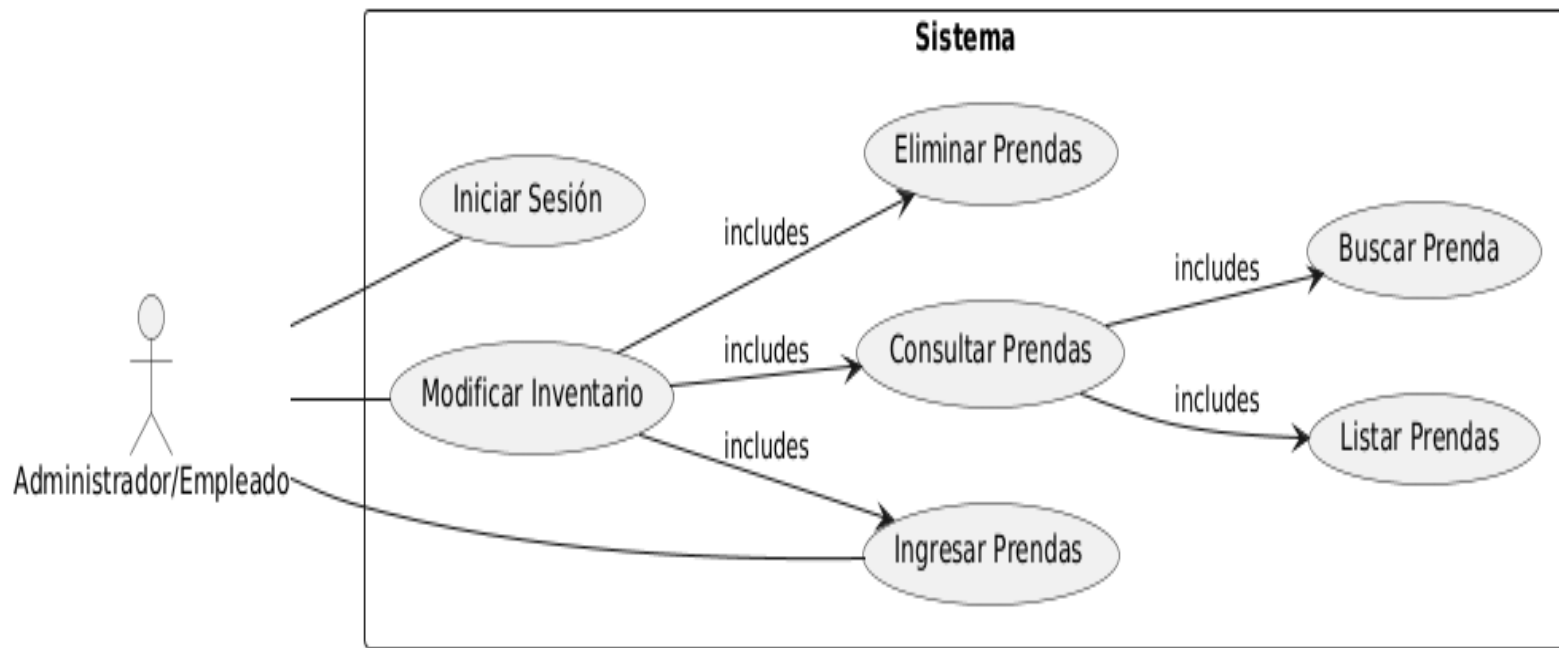 Sistema
Eliminar Prendas
Iniciar Sesión
includes
Buscar Prenda
includes
Consultar Prendas
includes
Modificar Inventario
includes
Listar Prendas
includes
Administrador/Empleado
Ingresar Prendas